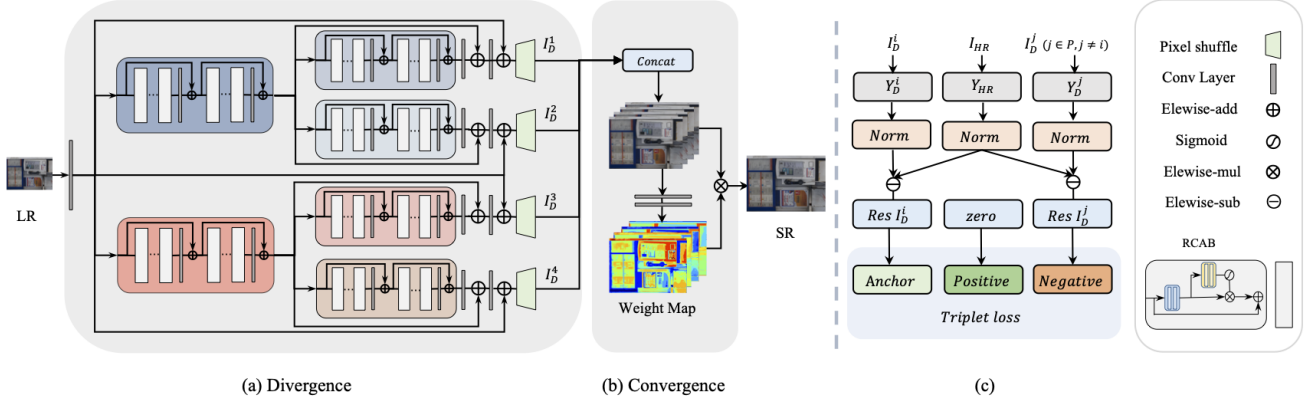 LR
I_D^1
I_D^2
I_D^3
I_D^4
(a) Divergence
Concat
Weight Map
SR
(b) Convergence
I_D^i
I_HR
I_D^j (j ∈ P, j ≠ i)
Y_D^i
Y_HR
Y_D^j
Norm
Norm
Norm
Res I_D^i
zero
Res I_D^j
Anchor
Positive
Negative
Triplet loss
(c)
Pixel shuffle
Conv Layer
Elewise-add
Sigmoid
Elewise-mul
Elewise-sub
RCAB